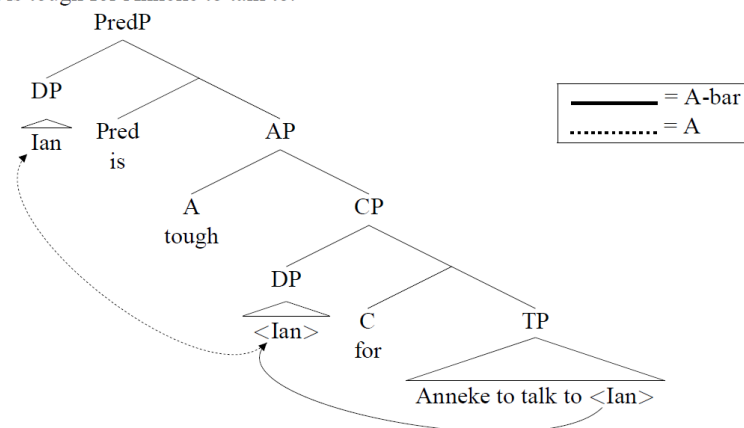 PredP
DP
= A-bar
= A
Ian
Pred
is
AP
A
tough
CP
DP
<Ian>
C
for
TP
Anneke to talk to <Ian>